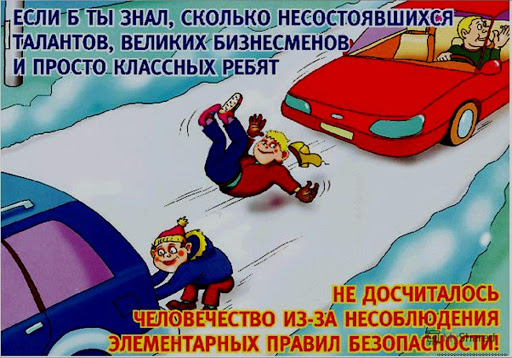 ЕСЛИ Б ТЫ ЗНАЛ, СКОЛЬКО НЕСОСТОЯВШИХСЯ
ТАЛАНТОВ, ВЕЛИКИХ БИЗНЕСМЕНОВ
И ПРОСТО КЛАССНЫХ РЕБЯТ
НЕ ДОСЧИТАЛОСЬ
ЧЕЛОВЕЧЕСТВО ИЗ-ЗА НЕСОБЛЮДЕНИЯ
ЭЛЕМЕНТАРНЫХ ПРАВИЛ БЕЗОПАСНОСТИ!